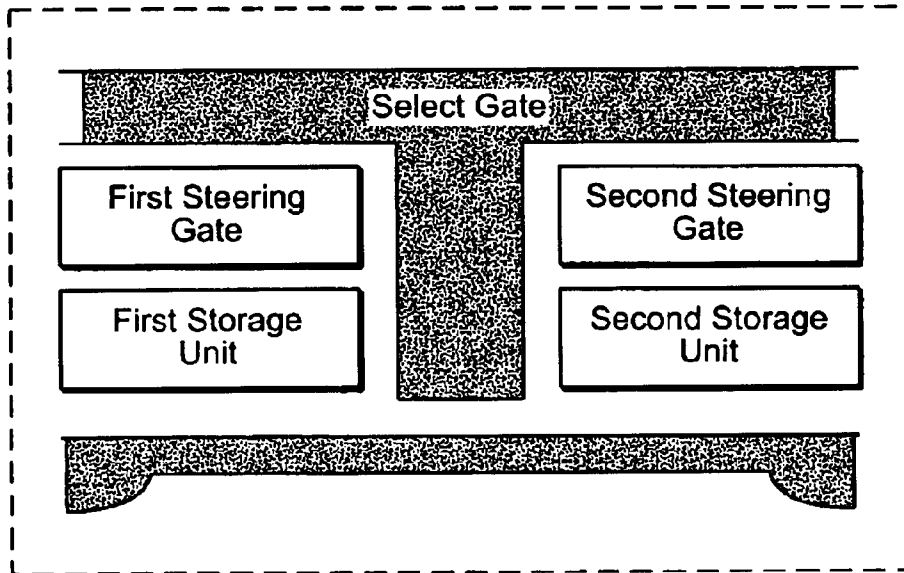 Select Gate
First Steering
Gate
Second Steering
Gate
First Storage
Unit
Second Storage
Unit